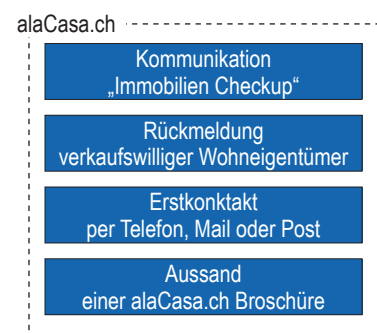 alaCasa.ch
Kommunikation
„Immobilien Checkup“
Rückmeldung
verkaufswilliger Wohneigentümer
Erstkonktakt
per Telefon, Mail oder Post
Aussand
einer alaCasa.ch Broschüre